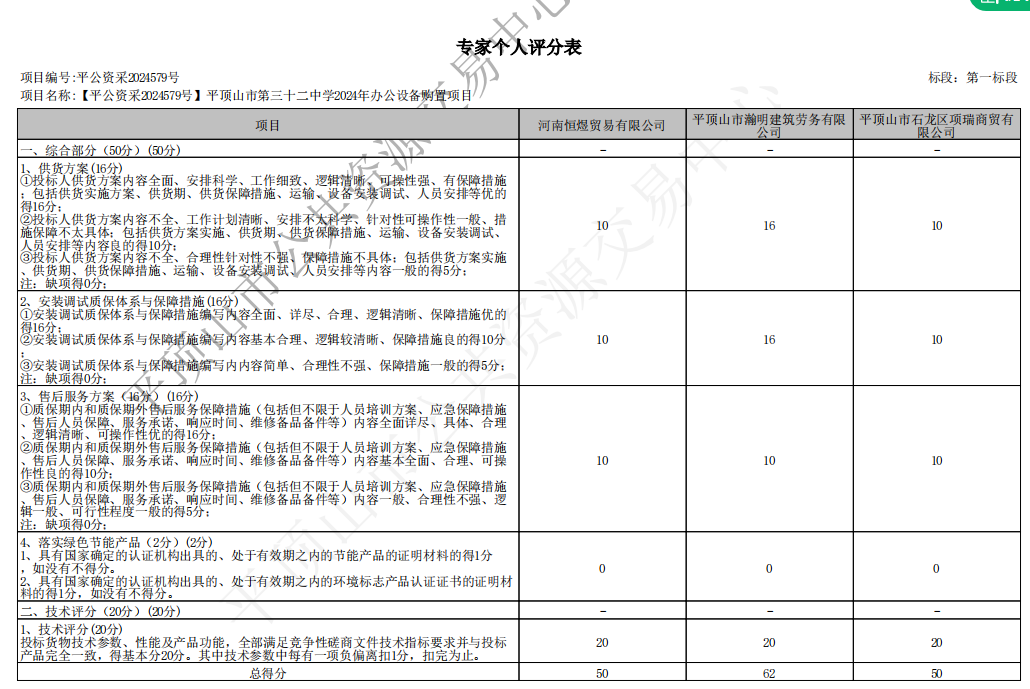 专家个人评分表
项目编号:平公资采2024579号
标段: 第一标段
项目名称:【平公资采2024579号】平顶山市第三十二中学2024年办公设备购置项目
项目
河南恒煜贸易有限公司
平顶山市瀚明建筑劳务有限
公司
平顶山市石龙区项瑞商贸有
限公司
一、综合部分（50分）(50分)
-
-
-
1、供货方案(16分)
①投标人供货方案内容全面、安排科学、工作细致、逻辑清晰、可操性强、有保障措施
；包括供货实施方案、供货期、供货保障措施、运输、设备安装调试、人员安排等优的
得16分；
②投标人供货方案内容不全、工作计划清晰、安排不太科学、针对性可操作性一般、措
施保障不太具体；包括供货方案实施、供货期、供货保障措施、运输、设备安装调试、
人员安排等内容良的得10分；
③投标人供货方案内容不全、合理性针对性不强、保障措施不具体；包括供货方案实施
、供货期、供货保障措施、运输、设备安装调试、人员安排等内容一般的得5分；
注：缺项得0分；
10
16
10
2、安装调试质保体系与保障措施(16分)
①安装调试质保体系与保障措施编写内容全面、详尽、合理、逻辑清晰、保障措施优的
得16分；
②安装调试质保体系与保障措施编写内容基本合理、逻辑较清晰、保障措施良的得10分
；
③安装调试质保体系与保障措施编写内内容简单、合理性不强、保障措施一般的得5分；
注：缺项得0分；
10
16
10
3、售后服务方案（16分）(16分)
①质保期内和质保期外售后服务保障措施（包括但不限于人员培训方案、应急保障措施
、售后人员保障、服务承诺、响应时间、维修备品备件等）内容全面详尽、具体、合理
、逻辑清晰、可操作性优的得16分；
②质保期内和质保期外售后服务保障措施（包括但不限于人员培训方案、应急保障措施
、售后人员保障、服务承诺、响应时间、维修备品备件等）内容基本全面、合理、可操
作性良的得10分；
③质保期内和质保期外售后服务保障措施（包括但不限于人员培训方案、应急保障措施
、售后人员保障、服务承诺、响应时间、维修备品备件等）内容一般、合理性不强、逻
辑一般、可行性程度一般的得5分；
注：缺项得0分；
10
10
10
4、落实绿色节能产品（2分）(2分)
1、具有国家确定的认证机构出具的、处于有效期之内的节能产品的证明材料的得1分
，如没有不得分。
2、具有国家确定的认证机构出具的、处于有效期之内的环境标志产品认证证书的证明材
料的得1分，如没有不得分。
0
0
0
二、技术评分（20分）(20分)
-
-
-
1、技术评分(20分)
投标货物技术参数、性能及产品功能，全部满足竞争性磋商文件技术指标要求并与投标
产品完全一致，得基本分20分。其中技术参数中每有一项负偏离扣1分，扣完为止。
20
20
20
总得分
50
62
50
平顶山市公共资源交易中心
平顶山市公共资源交易中心